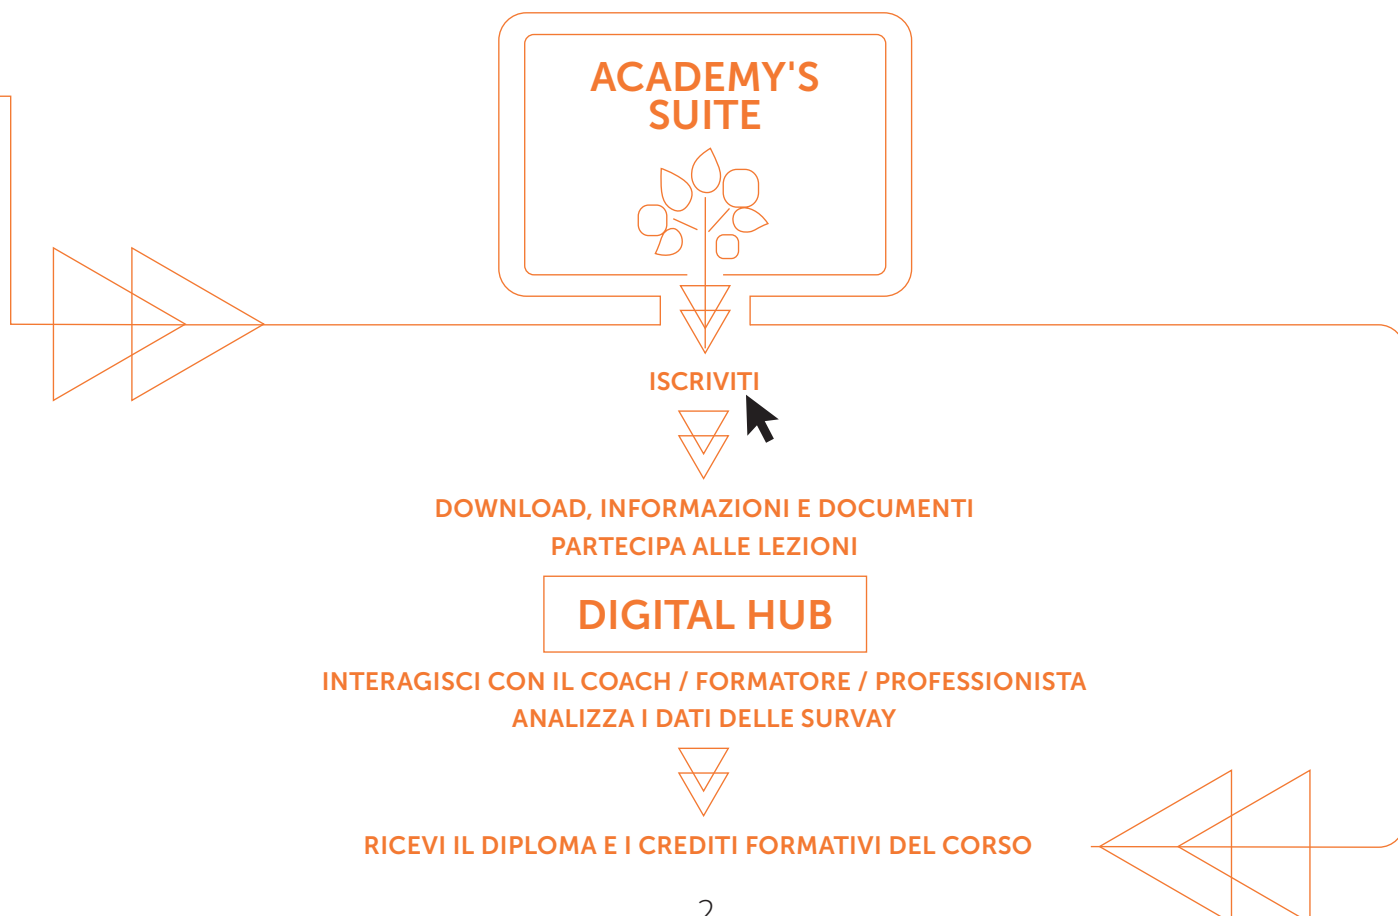 ACADEMY'S
SUITE
ISCRIVITI
DOWNLOAD, INFORMAZIONI E DOCUMENTI
PARTECIPA ALLE LEZIONI
DIGITAL HUB
INTERAGISCI CON IL COACH / FORMATORE / PROFESSIONISTA
ANALIZZA I DATI DELLE SURVAY
RICEVI IL DIPLOMA E I CREDITI FORMATIVI DEL CORSO
2